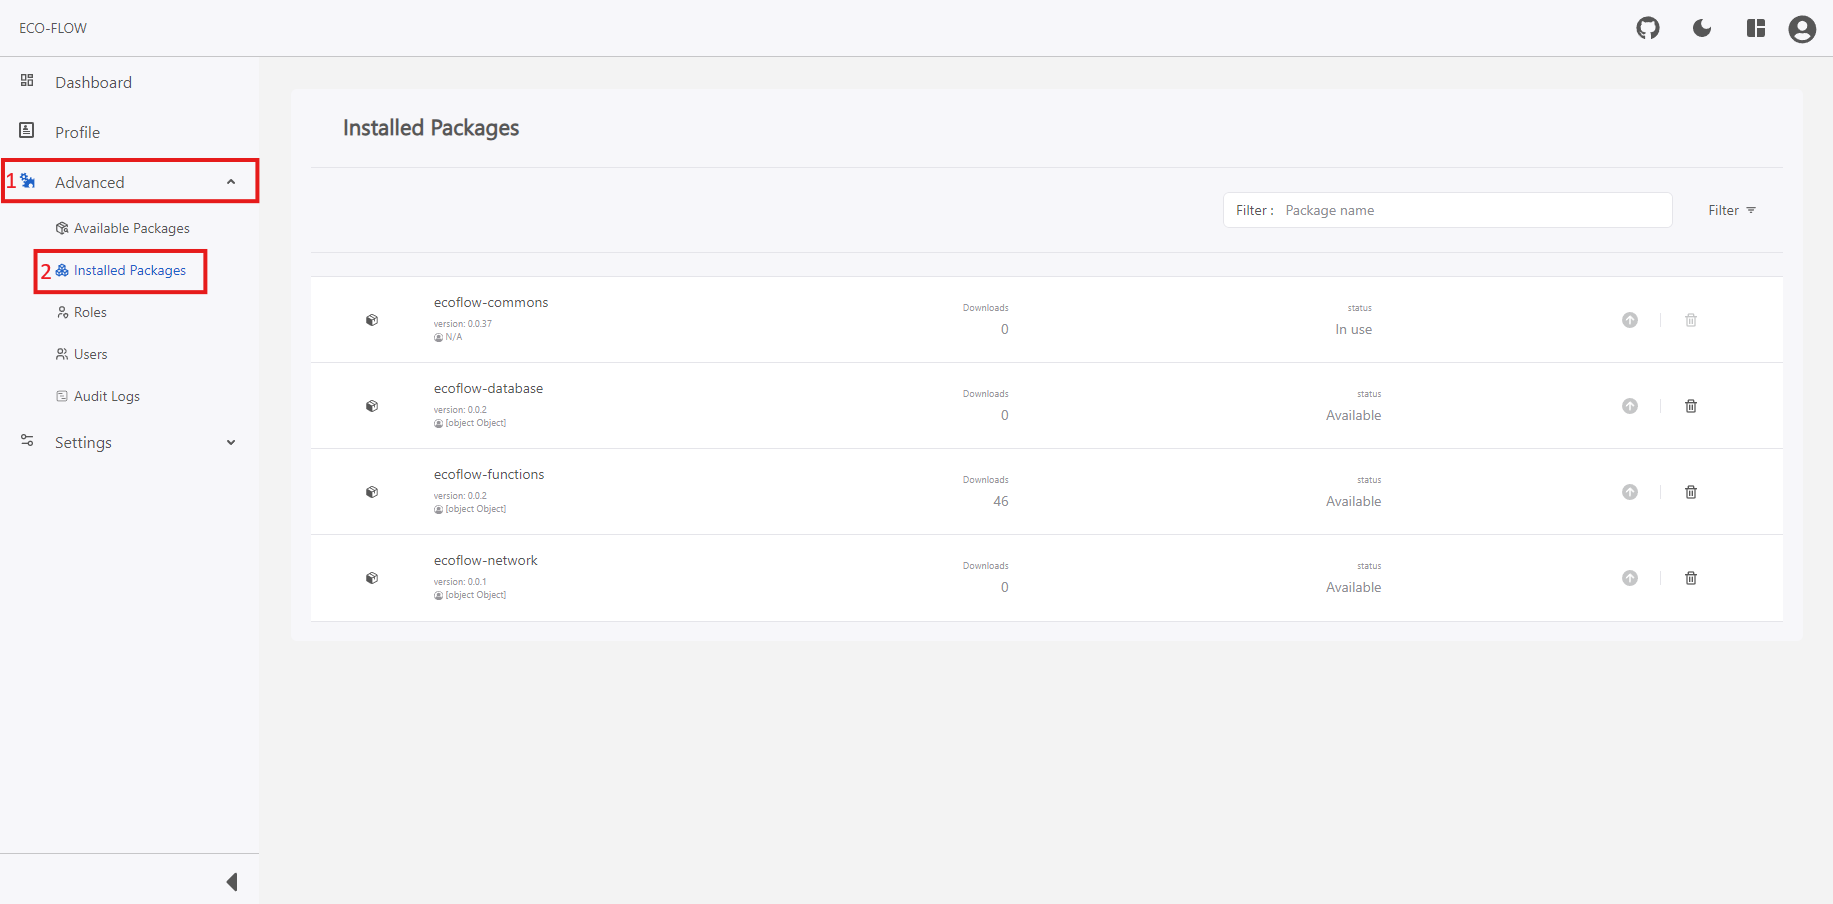 ECO-FLOW
Dashboard
Profile
1 Advanced
Available Packages
2 Installed Packages
Roles
Users
Audit Logs
Settings
Installed Packages
Filter : Package name Filter
ecoflow-commons
version: 0.0.37
N/A
Downloads
0
status
In use
ecoflow-database
version: 0.0.2
[object Object]
Downloads
0
status
Available
ecoflow-functions
version: 0.0.2
[object Object]
Downloads
46
status
Available
ecoflow-network
version: 0.0.1
[object Object]
Downloads
0
status
Available